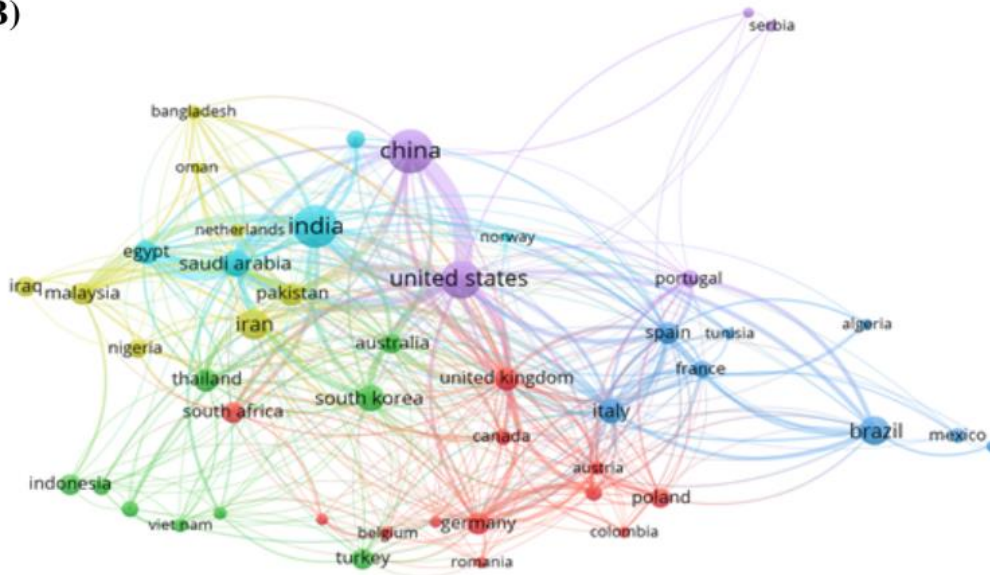 B)
serbia
bangladesh
china
oman
india
netherlands
norway
egypt
saudi arabia
united states
portugal
iraq
malaysia
pakistan
iran
algeria
spain
tunisia
australia
nigeria
france
thailand
united kingdom
south korea
south africa
italy
brazil
mexico
canada
austria
indonesia
poland
viet nam
germany
belgium
colombia
turkey
romania